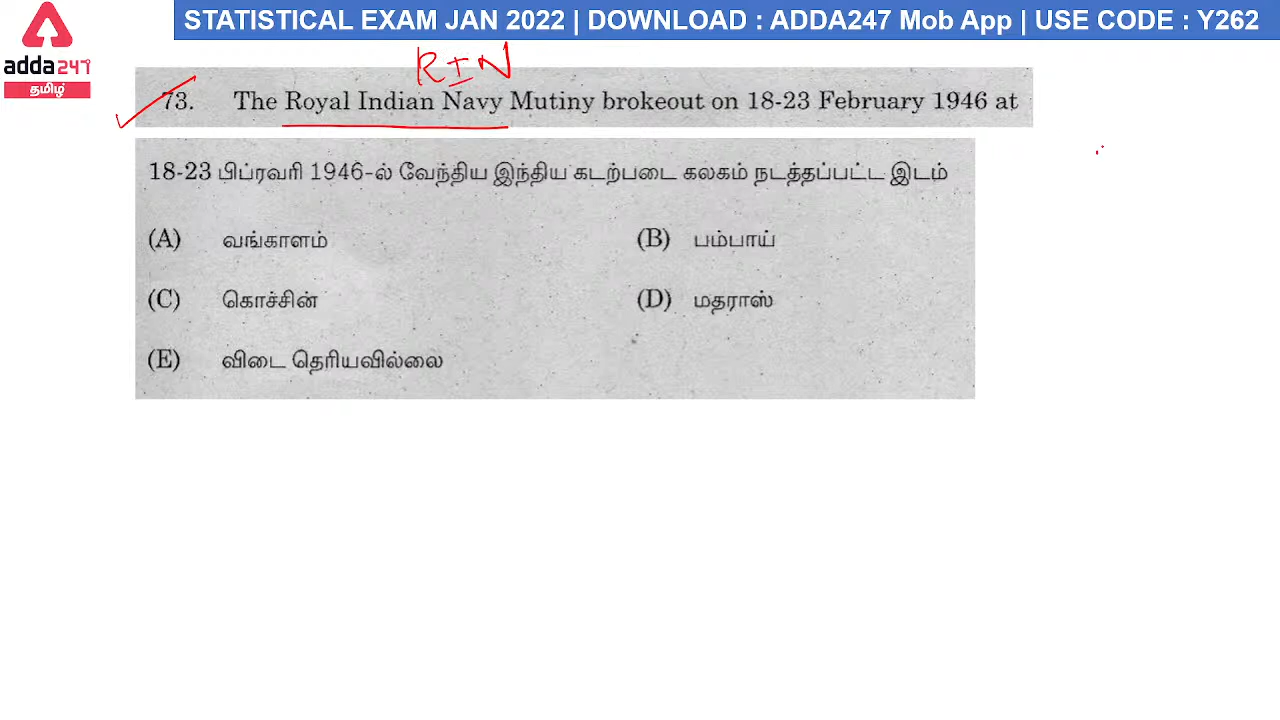 STATISTICAL EXAM JAN 2022 | DOWNLOAD : ADDA247 Mob App | USE CODE : Y262
adda247
தமிழ்
RIN
73. The Royal Indian Navy Mutiny brokeout on 18-23 February 1946 at
18-23 பிப்ரவரி 1946-ல் வேந்திய இந்திய கடற்படை கலகம் நடத்தப்பட்ட இடம்
(A) வங்காளம் (B) பம்பாய்
(C) கொச்சின் (D) மதராஸ்
(E) விடை தெரியவில்லை